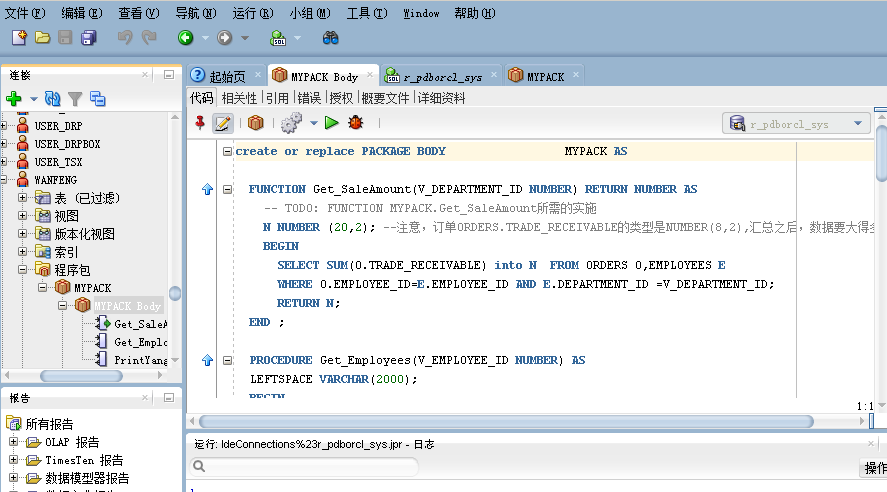 文件(F) 编辑(E) 查看(V) 导航(N) 运行(R) 小组(M) 工具(T) Window 帮助(H)
SQL
连接
USER_DRP
USER_DRPBOX
USER_TSX
WANFENG
表 (已过滤)
视图
版本化视图
索引
程序包
MYPACK
MYPACK Body
Get_SaleA
Get_Emplo
PrintYang
报告
所有报告
OLAP 报告
TimesTen 报告
数据模型器报告
起始页 MYPACK Body r_pdborcl_sys MYPACK
代码 相关性 引用 错误 授权 概要文件 详细资料
r_pdborcl_sys
create or replace PACKAGE BODY MYPACK AS
FUNCTION Get_SaleAmount(V_DEPARTMENT_ID NUMBER) RETURN NUMBER AS
-- TODO: FUNCTION MYPACK.Get_SaleAmount所需的实施
N NUMBER (20,2); --注意，订单ORDERS.TRADE_RECEIVABLE的类型是NUMBER(8,2),汇总之后，数据要大得多
BEGIN
SELECT SUM(O.TRADE_RECEIVABLE) into N FROM ORDERS O,EMPLOYEES E
WHERE O.EMPLOYEE_ID=E.EMPLOYEE_ID AND E.DEPARTMENT_ID =V_DEPARTMENT_ID;
RETURN N;
END ;
PROCEDURE Get_Employees(V_EMPLOYEE_ID NUMBER) AS
LEFTSPACE VARCHAR(2000);
BEGIN
1:1
运行: IdeConnections%23r_pdborcl_sys.jpr - 日志
操作